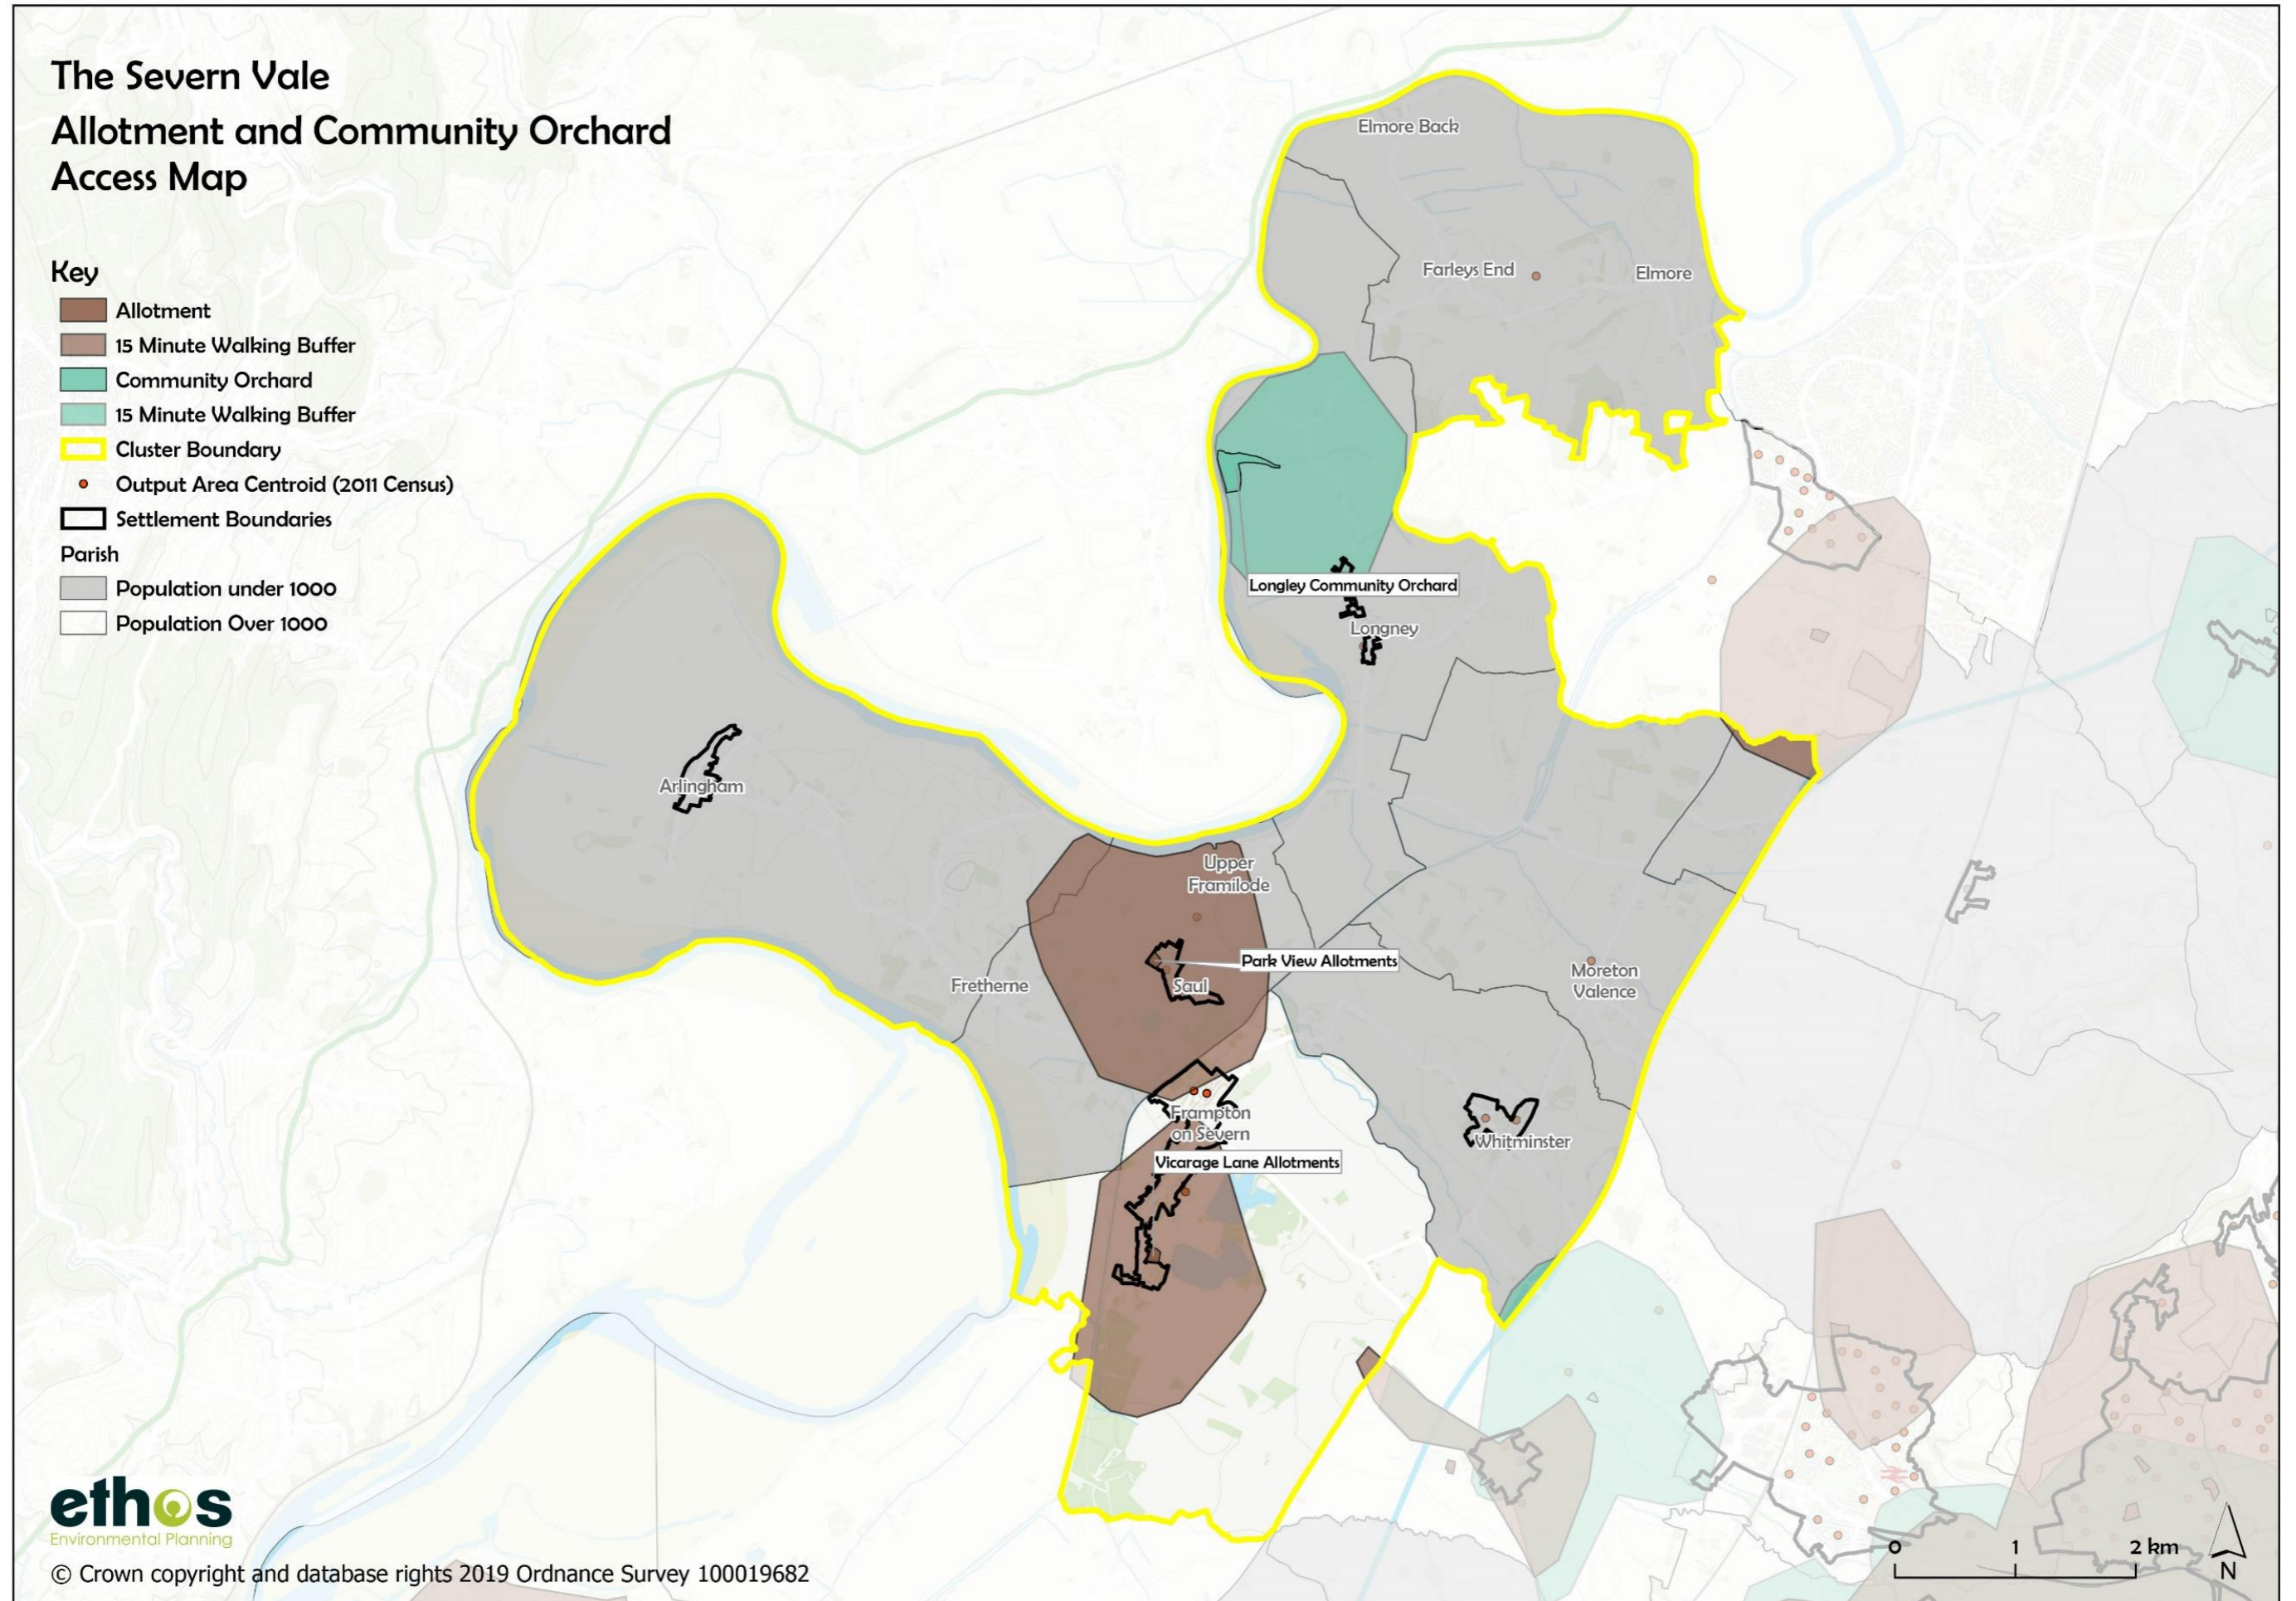 The Severn Vale
Allotment and Community Orchard
Access Map
Key
Allotment
15 Minute Walking Buffer
Community Orchard
15 Minute Walking Buffer
Cluster Boundary
Output Area Centroid (2011 Census)
Settlement Boundaries
Parish
Population under 1000
Population Over 1000
Elmore Back
Farleys End
Elmore
Longley Community Orchard
Longney
Arlingham
Upper
Framilode
Park View Allotments
Saul
Fretherne
Moreton
Valence
Frampton
on Severn
Whitminster
Vicarage Lane Allotments
ethos
Environmental Planning
© Crown copyright and database rights 2019 Ordnance Survey 100019682
0 1 2 km
N